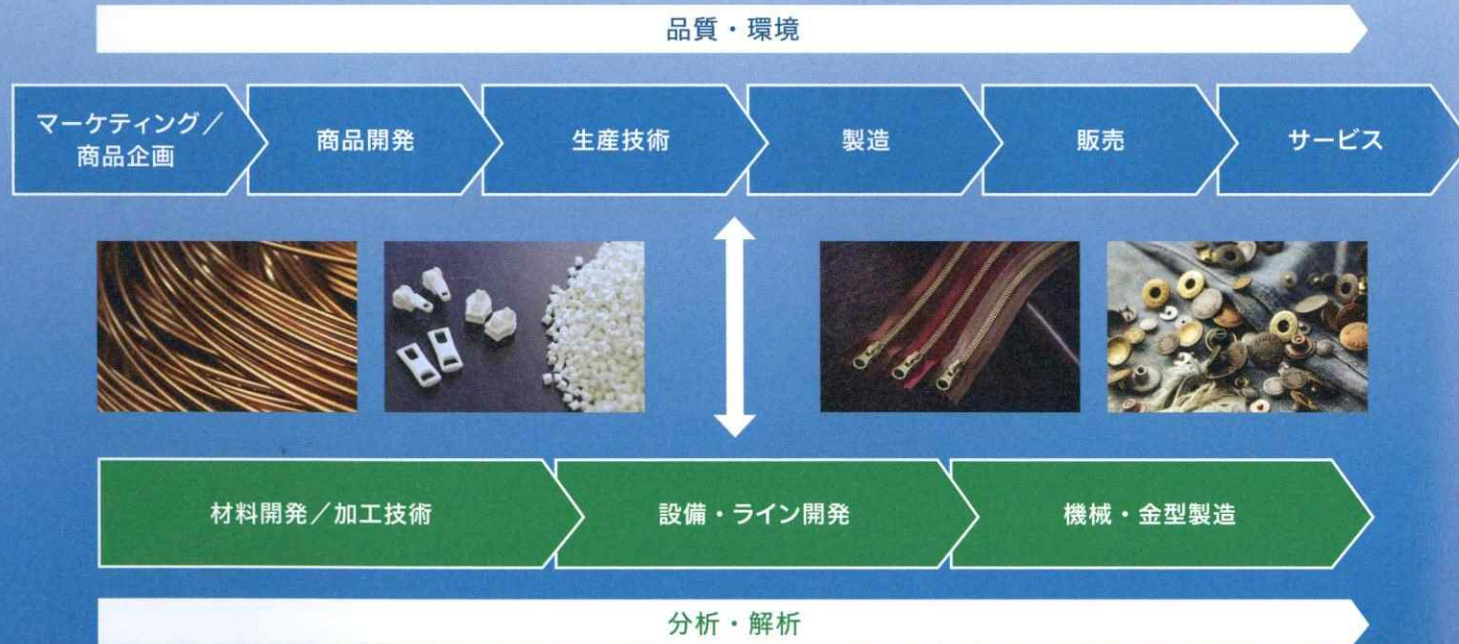 品質・環境
マーケティング／
商品企画
商品開発
生産技術
製造
販売
サービス
材料開発／加工技術
設備・ライン開発
機械・金型製造
分析・解析